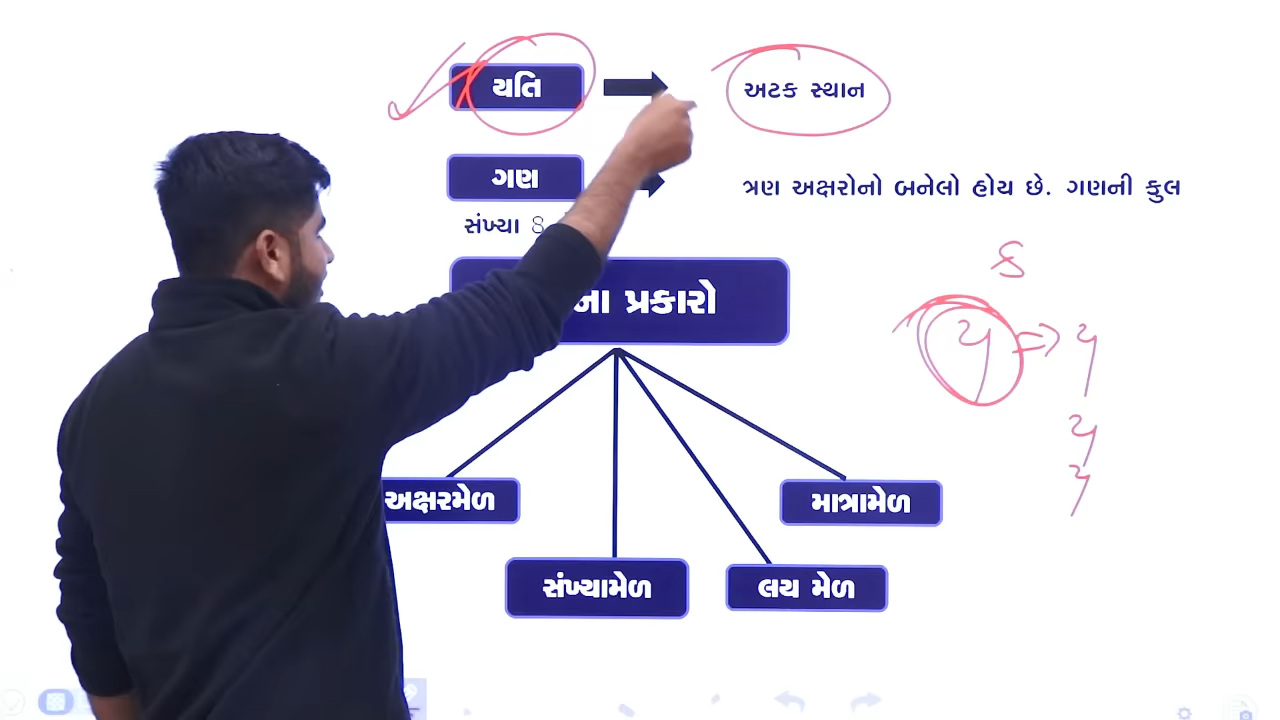 યતિ
અટક સ્થાન
ગણ
ત્રણ અક્ષરોનો બનેલો હોય છે. ગણની કુલ
સંખ્યા 8
ના પ્રકારો
ક
ય ય
ય
ય
અક્ષરમેળ
માત્રામેળ
સંખ્યામેળ
લય મેળ